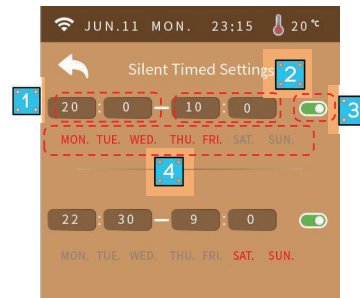 JUN.11 MON. 23:15 20 °C
Silent Timed Settings
2
1 20 : 0 — 10 : 0 3
MON. TUE. WED. THU. FRI. SAT. SUN.
4
22 : 30 — 9 : 0
MON. TUE. WED. THU. FRI. SAT. SUN.